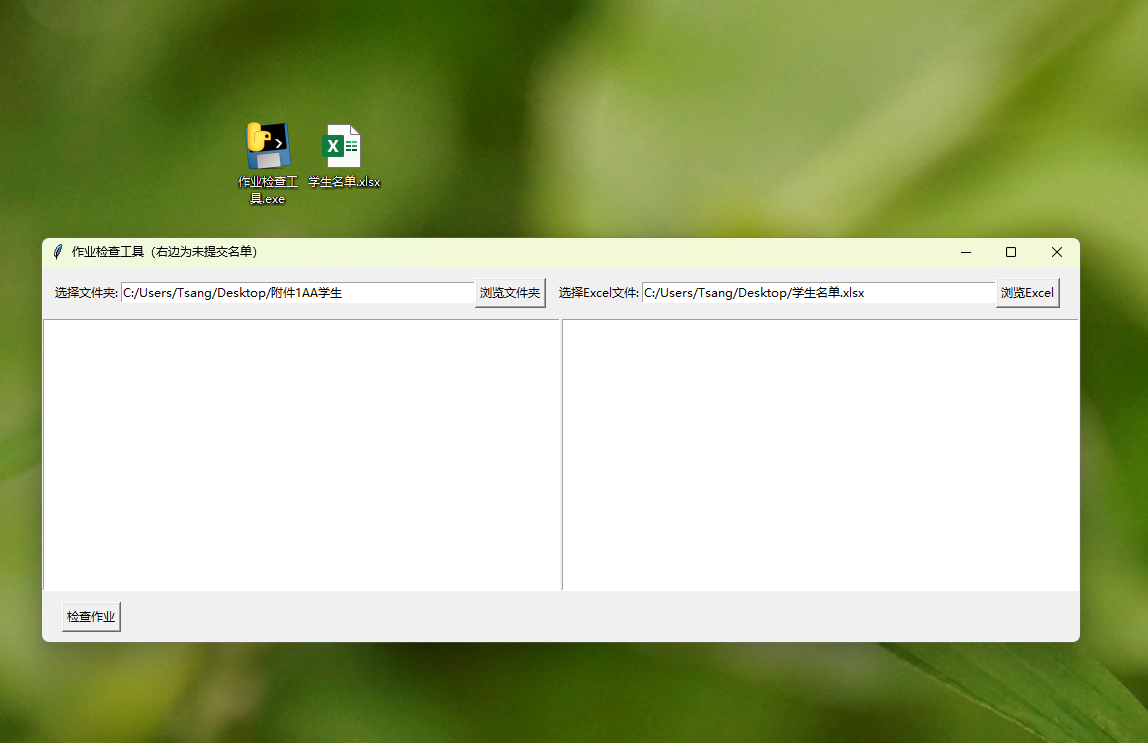 作业检查工
具.exe
学生名单.xlsx
作业检查工具（右边为未提交名单）
选择文件夹: C:/Users/Tsang/Desktop/附件1AA学生 浏览文件夹 选择Excel文件: C:/Users/Tsang/Desktop/学生名单.xlsx 浏览Excel
检查作业